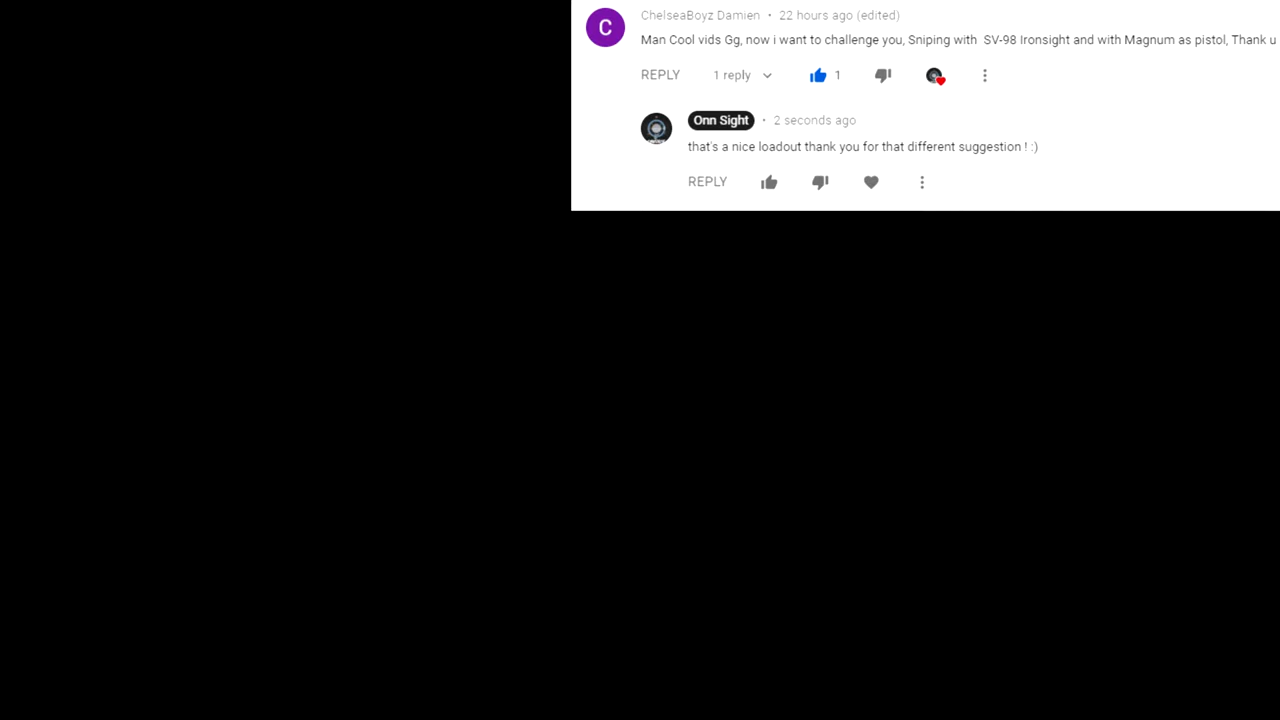 ChelseaBoyz Damien • 22 hours ago (edited)
Man Cool vids Gg, now i want to challenge you, Sniping with  SV-98 Ironsight and with Magnum as pistol, Thank u
REPLY 1 reply 1
C
Onn Sight • 2 seconds ago
that's a nice loadout thank you for that different suggestion ! :)
REPLY